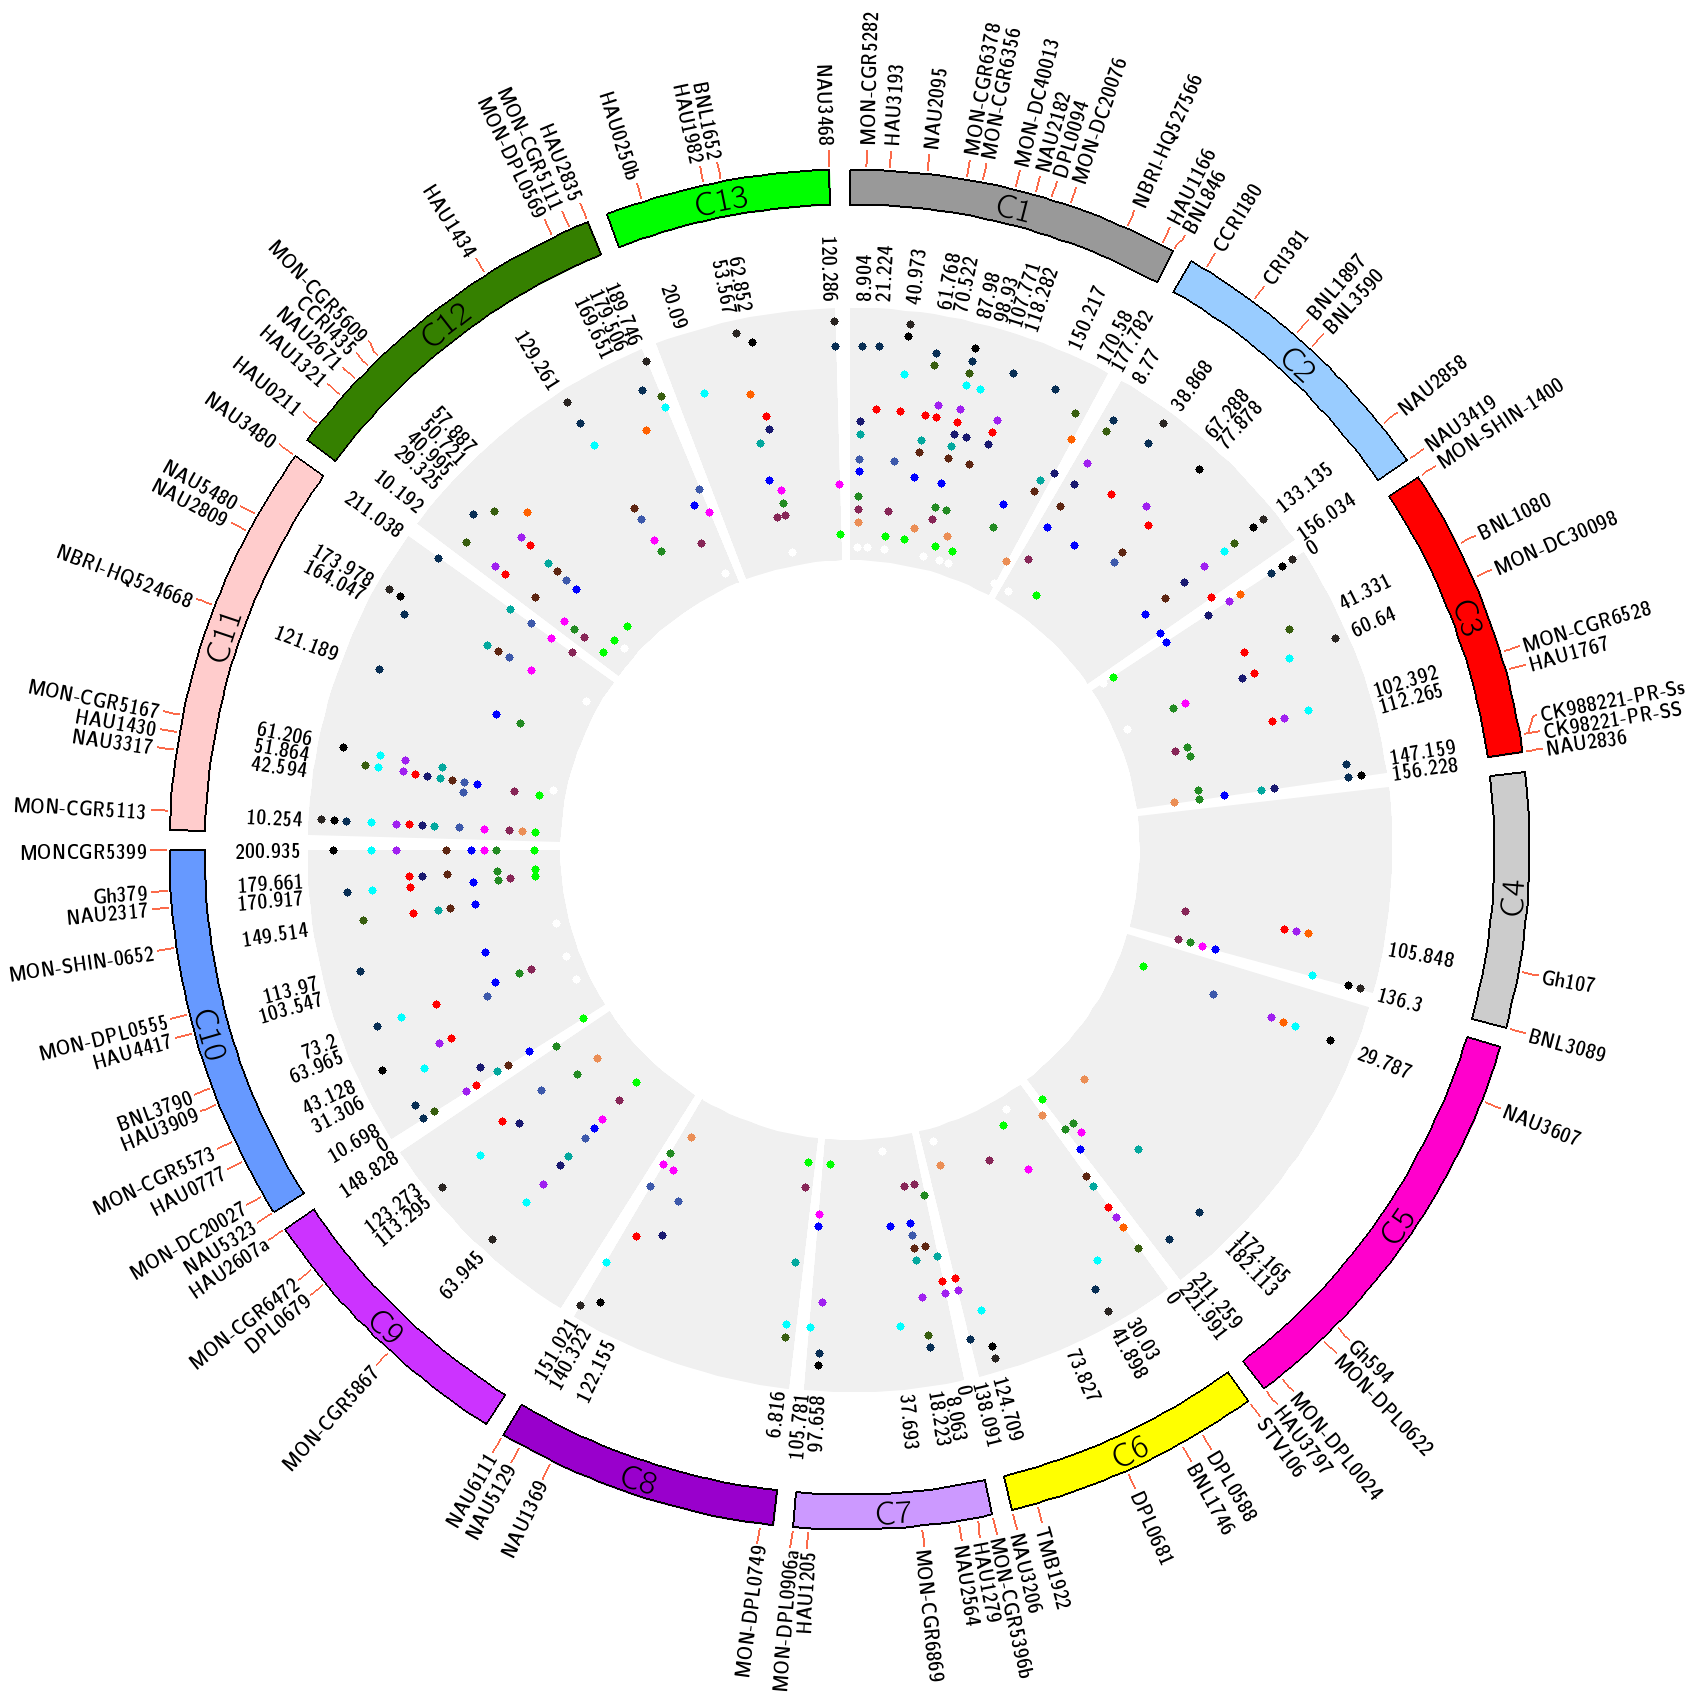 MON-CGR5282
HAU3193
NAU2095
MON-CGR6378
MON-CGR6356
MON-DC40013
NAU2182
DPL0094
MON-DC20076
NBRI-HQ527566
HAU1166
BNL846
CCRI180
CRI381
BNL1897
BNL3590
NAU2858
NAU3419
MON-SHIN-1400
BNL1080
MON-DC30098
MON-CGR6528
HAU1767
CK988221-PR-Ss
CK98221-PR-SS
NAU2836
Gh107
BNL3089
NAU3607
Gh594
MON-DPL0622
MON-DPL0024
HAU3797
STV106
DPL0588
BNL1746
DPL0681
TMB1922
NAU3206
MON-CGR5396b
HAU1279
NAU2564
MON-CGR6869
HAU1205
MON-DPL0906a
MON-DPL0749
NAU1369
NAU5129
NAU6111
MON-CGR5867
DPL0679
MON-CGR6472
HAU2607a
NAU5323
MON-DC20027
HAU0777
MON-CGR5573
HAU3909
BNL3790
HAU4417
MON-DPL0555
MON-SHIN-0652
NAU2317
Gh379
MONCGR5399
MON-CGR5113
NAU3317
HAU1430
MON-CGR5167
NBRI-HQ524668
NAU2809
NAU5480
NAU3480
HAU0211
HAU1321
NAU2671
CCRI435
MON-CGR5609
HAU1434
MON-DPL0569
MON-CGR5111
HAU2835
HAU0250b
HAU1982
BNL1652
NAU3468
C1
C2
C3
C4
C5
C6
C7
C8
C9
C10
C11
C12
C13
8.904
21.224
40.973
61.768
70.522
87.98
98.93
107.771
118.282
150.217
170.58
177.782
8.77
38.868
67.288
77.878
133.135
156.034
0
41.331
60.64
102.392
112.265
147.159
156.228
105.848
136.3
29.787
172.165
182.113
211.259
221.991
0
30.03
41.898
73.827
124.709
138.091
0
8.063
18.223
37.693
97.658
105.781
6.816
122.155
140.322
151.021
63.945
113.295
123.273
148.828
0
10.698
31.306
43.128
63.965
73.2
103.547
113.97
149.514
170.917
179.661
200.935
10.254
42.594
51.864
61.206
121.189
164.047
173.978
211.038
10.192
29.325
40.995
50.721
57.887
129.261
169.651
179.506
189.746
20.09
53.567
62.852
120.286